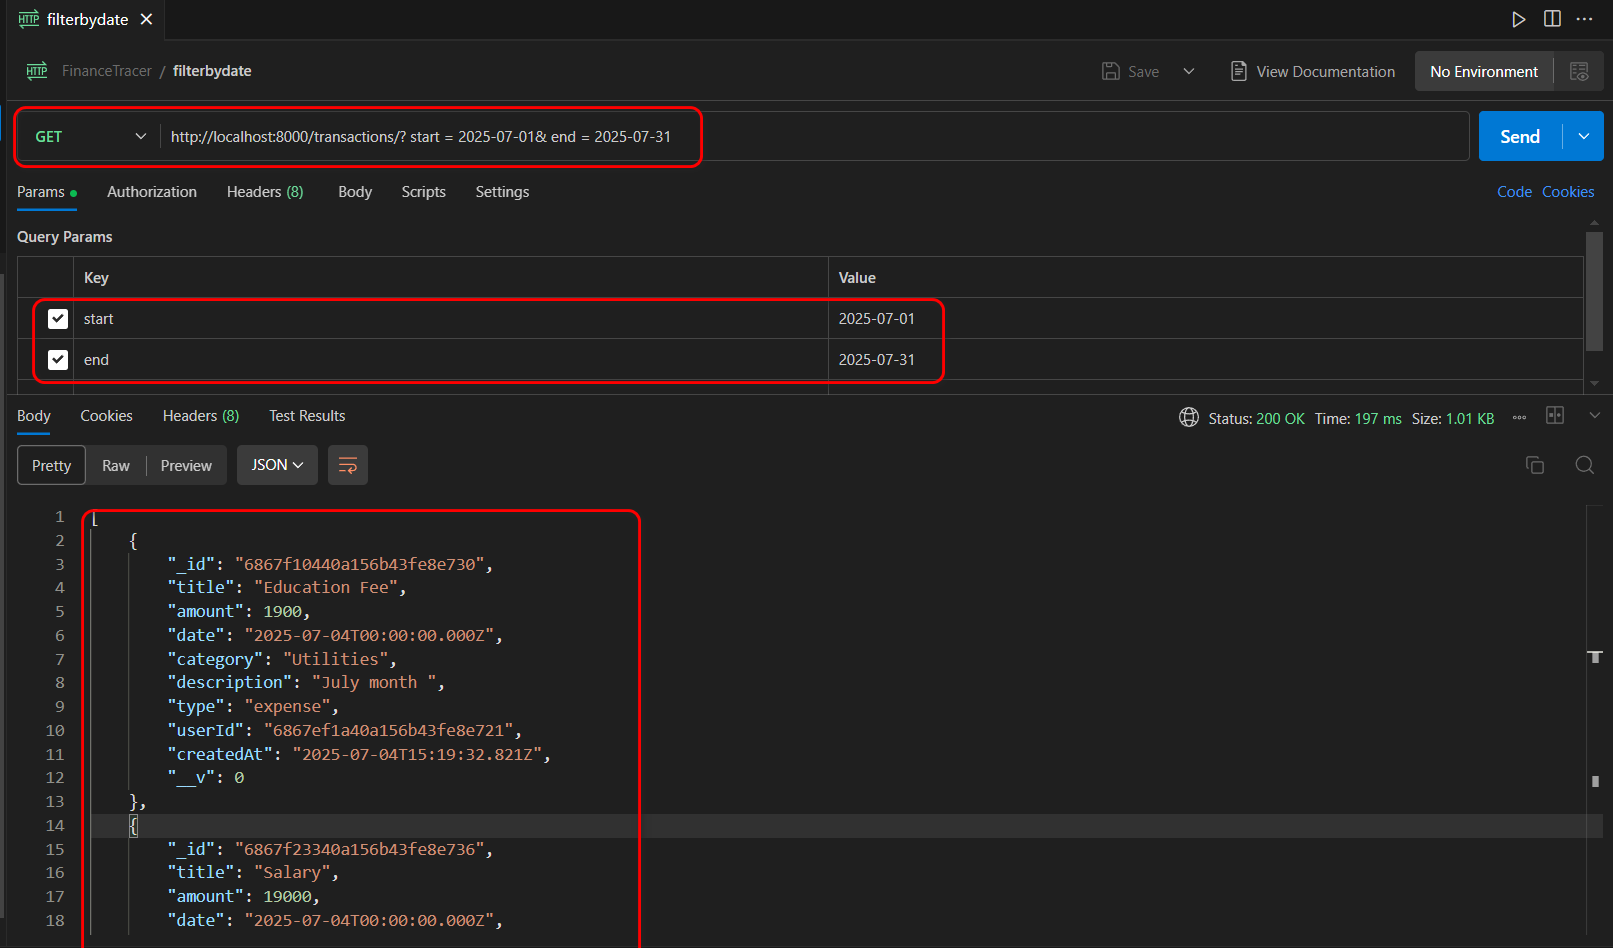 HTTP filterbydate
HTTP FinanceTracer / filterbydate Save View Documentation No Environment
GET http://localhost:8000/transactions/? start = 2025-07-01& end = 2025-07-31 Send
Params Authorization Headers (8) Body Scripts Settings Code Cookies
Query Params
Key Value
start 2025-07-01
end 2025-07-31
Body Cookies Headers (8) Test Results Status: 200 OK Time: 197 ms Size: 1.01 KB
Pretty Raw Preview JSON
1 [
2 {
3 "_id": "6867f10440a156b43fe8e730",
4 "title": "Education Fee",
5 "amount": 1900,
6 "date": "2025-07-04T00:00:00.000Z",
7 "category": "Utilities",
8 "description": "July month ",
9 "type": "expense",
10 "userId": "6867ef1a40a156b43fe8e721",
11 "createdAt": "2025-07-04T15:19:32.821Z",
12 "__v": 0
13 },
14 {
15 "_id": "6867f23340a156b43fe8e736",
16 "title": "Salary",
17 "amount": 19000,
18 "date": "2025-07-04T00:00:00.000Z",